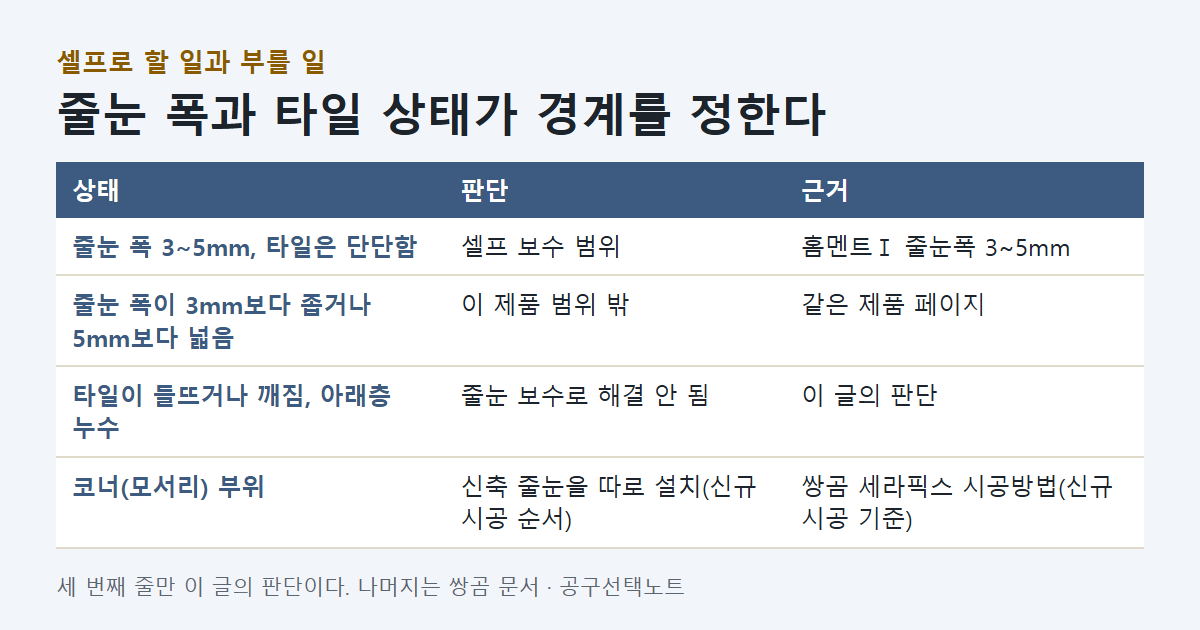 셀프로 할 일과 부를 일
줄눈 폭과 타일 상태가 경계를 정한다
상태 판단 근거
줄눈 폭 3~5mm, 타일은 단단함 셀프 보수 범위 홈멘트Ⅰ 줄눈폭 3~5mm
줄눈 폭이 3mm보다 좁거나
5mm보다 넓음
이 제품 범위 밖
같은 제품 페이지
타일이 들뜨거나 깨짐, 아래층
누수
줄눈 보수로 해결 안 됨
이 글의 판단
코너(모서리) 부위
신축 줄눈을 따로 설치(신규
시공 순서)
쌍곰 세라픽스 시공방법(신규
시공 기준)
세 번째 줄만 이 글의 판단이다. 나머지는 쌍곰 문서 · 공구선택노트